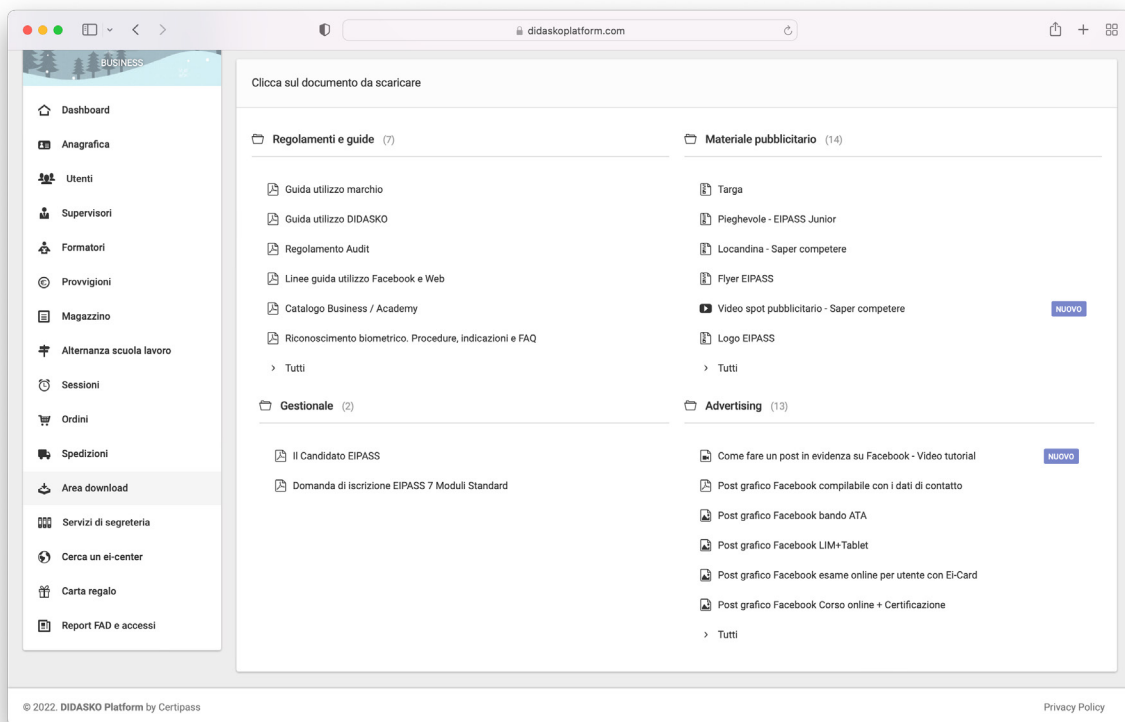 didaskoplatform.com
BUSINESS
Dashboard
Anagrafica
Utenti
Supervisori
Formatori
Provvigioni
Magazzino
Alternanza scuola lavoro
Sessioni
Ordini
Spedizioni
Area download
Servizi di segreteria
Cerca un ei-center
Carta regalo
Report FAD e accessi
Clicca sul documento da scaricare
Regolamenti e guide (7)
Guida utilizzo marchio
Guida utilizzo DIDASKO
Regolamento Audit
Linee guida utilizzo Facebook e Web
Catalogo Business / Academy
Riconoscimento biometrico. Procedure, indicazioni e FAQ
Tutti
Materiale pubblicitario (14)
Targa
Pieghevole - EIPASS Junior
Locandina - Saper competere
Flyer EIPASS
Video spot pubblicitario - Saper competere NUOVO
Logo EIPASS
Tutti
Gestionale (2)
Il Candidato EIPASS
Domanda di iscrizione EIPASS 7 Moduli Standard
Advertising (13)
Come fare un post in evidenza su Facebook - Video tutorial NUOVO
Post grafico Facebook compilabile con i dati di contatto
Post grafico Facebook bando ATA
Post grafico Facebook LIM+Tablet
Post grafico Facebook esame online per utente con Ei-Card
Post grafico Facebook Corso online + Certificazione
Tutti
© 2022. DIDASKO Platform by Certipass
Privacy Policy